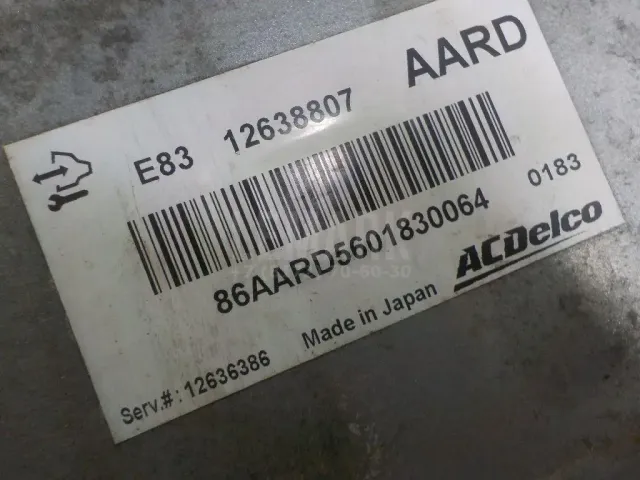 AARD
E83 12638807
0183
86AARD5601830064
ACDelco
Made in Japan
Serv.#: 12636386